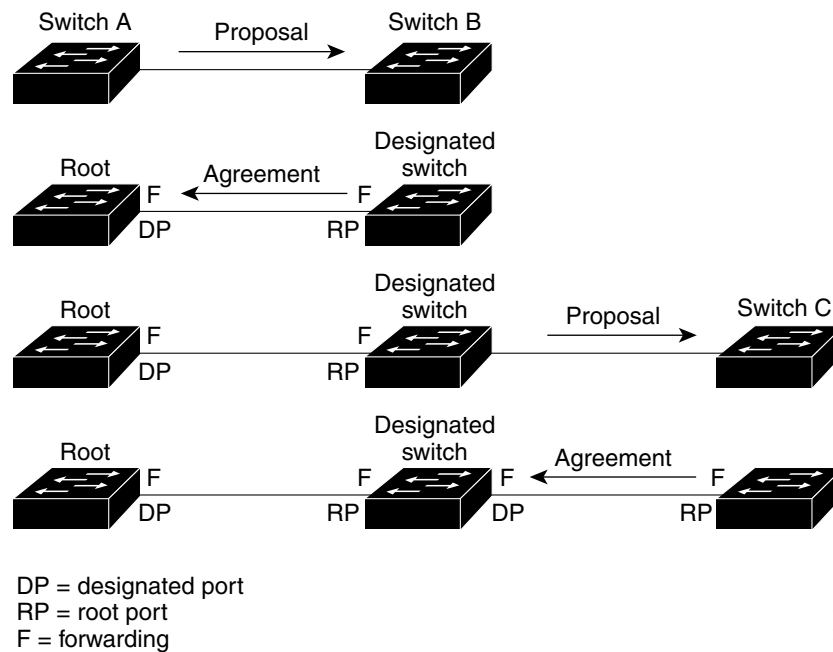 Switch A
Proposal
Switch B
Root
F
Agreement
F
Designated
switch
DP
RP
Root
F
F
Designated
switch
Proposal
Switch C
DP
RP
Root
F
F
Designated
switch
F
Agreement
F
DP
RP
DP
RP
DP = designated port
RP = root port
F = forwarding